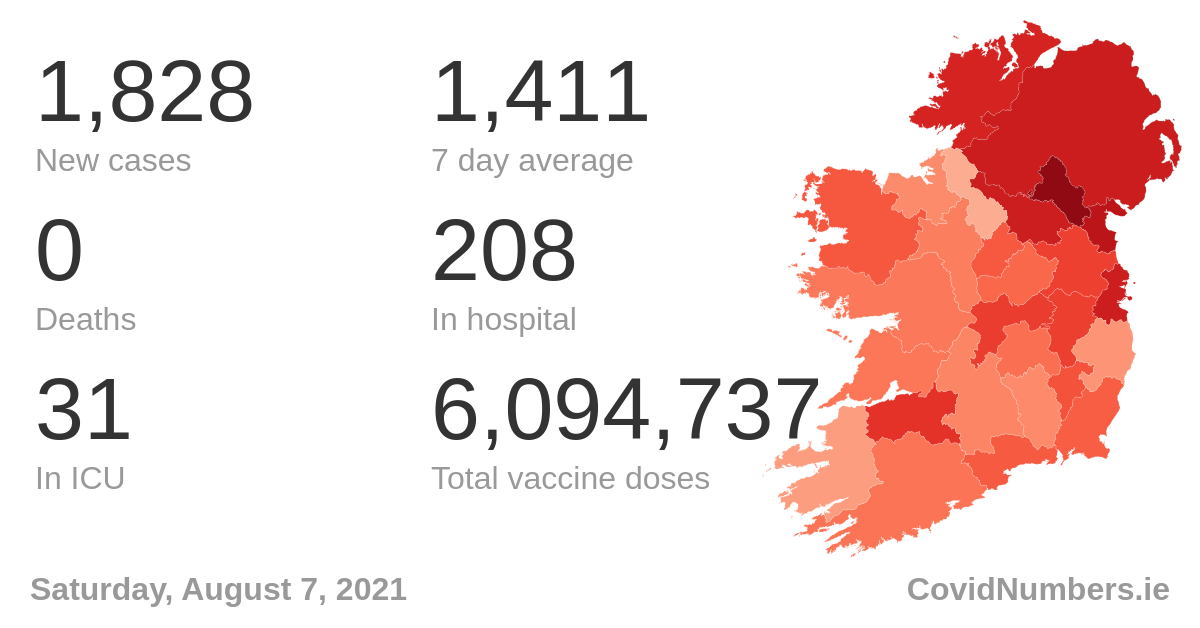 1,828
New cases
1,411
7 day average
0
Deaths
208
In hospital
31
In ICU
6,094,737
Total vaccine doses
Saturday, August 7, 2021
CovidNumbers.ie